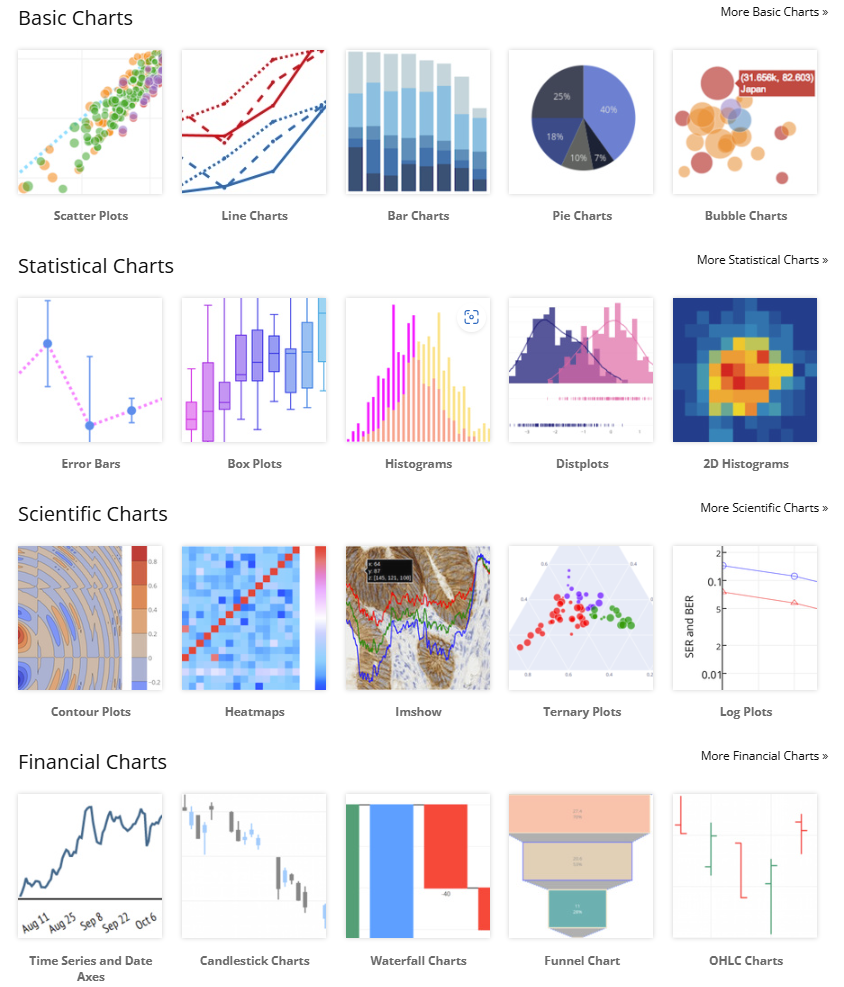 Basic Charts
More Basic Charts »
25%
40%
18%
10%
7%
(31.656k, 82.603)
Japan
Scatter Plots
Line Charts
Bar Charts
Pie Charts
Bubble Charts
Statistical Charts
More Statistical Charts »
Error Bars
Box Plots
Histograms
Distplots
2D Histograms
Scientific Charts
More Scientific Charts »
0.8
0.6
0.4
0.2
0
-0.2
x: 64
y: 67
z: [145, 121, 100]
SER and BER
2
0.1
5
2
0.01
Contour Plots
Heatmaps
Imshow
Ternary Plots
Log Plots
Financial Charts
More Financial Charts »
Aug 11
Aug 25
Sep 8
Sep 22
Oct 6
-40
Time Series and Date
Axes
Candlestick Charts
Waterfall Charts
Funnel Chart
OHLC Charts